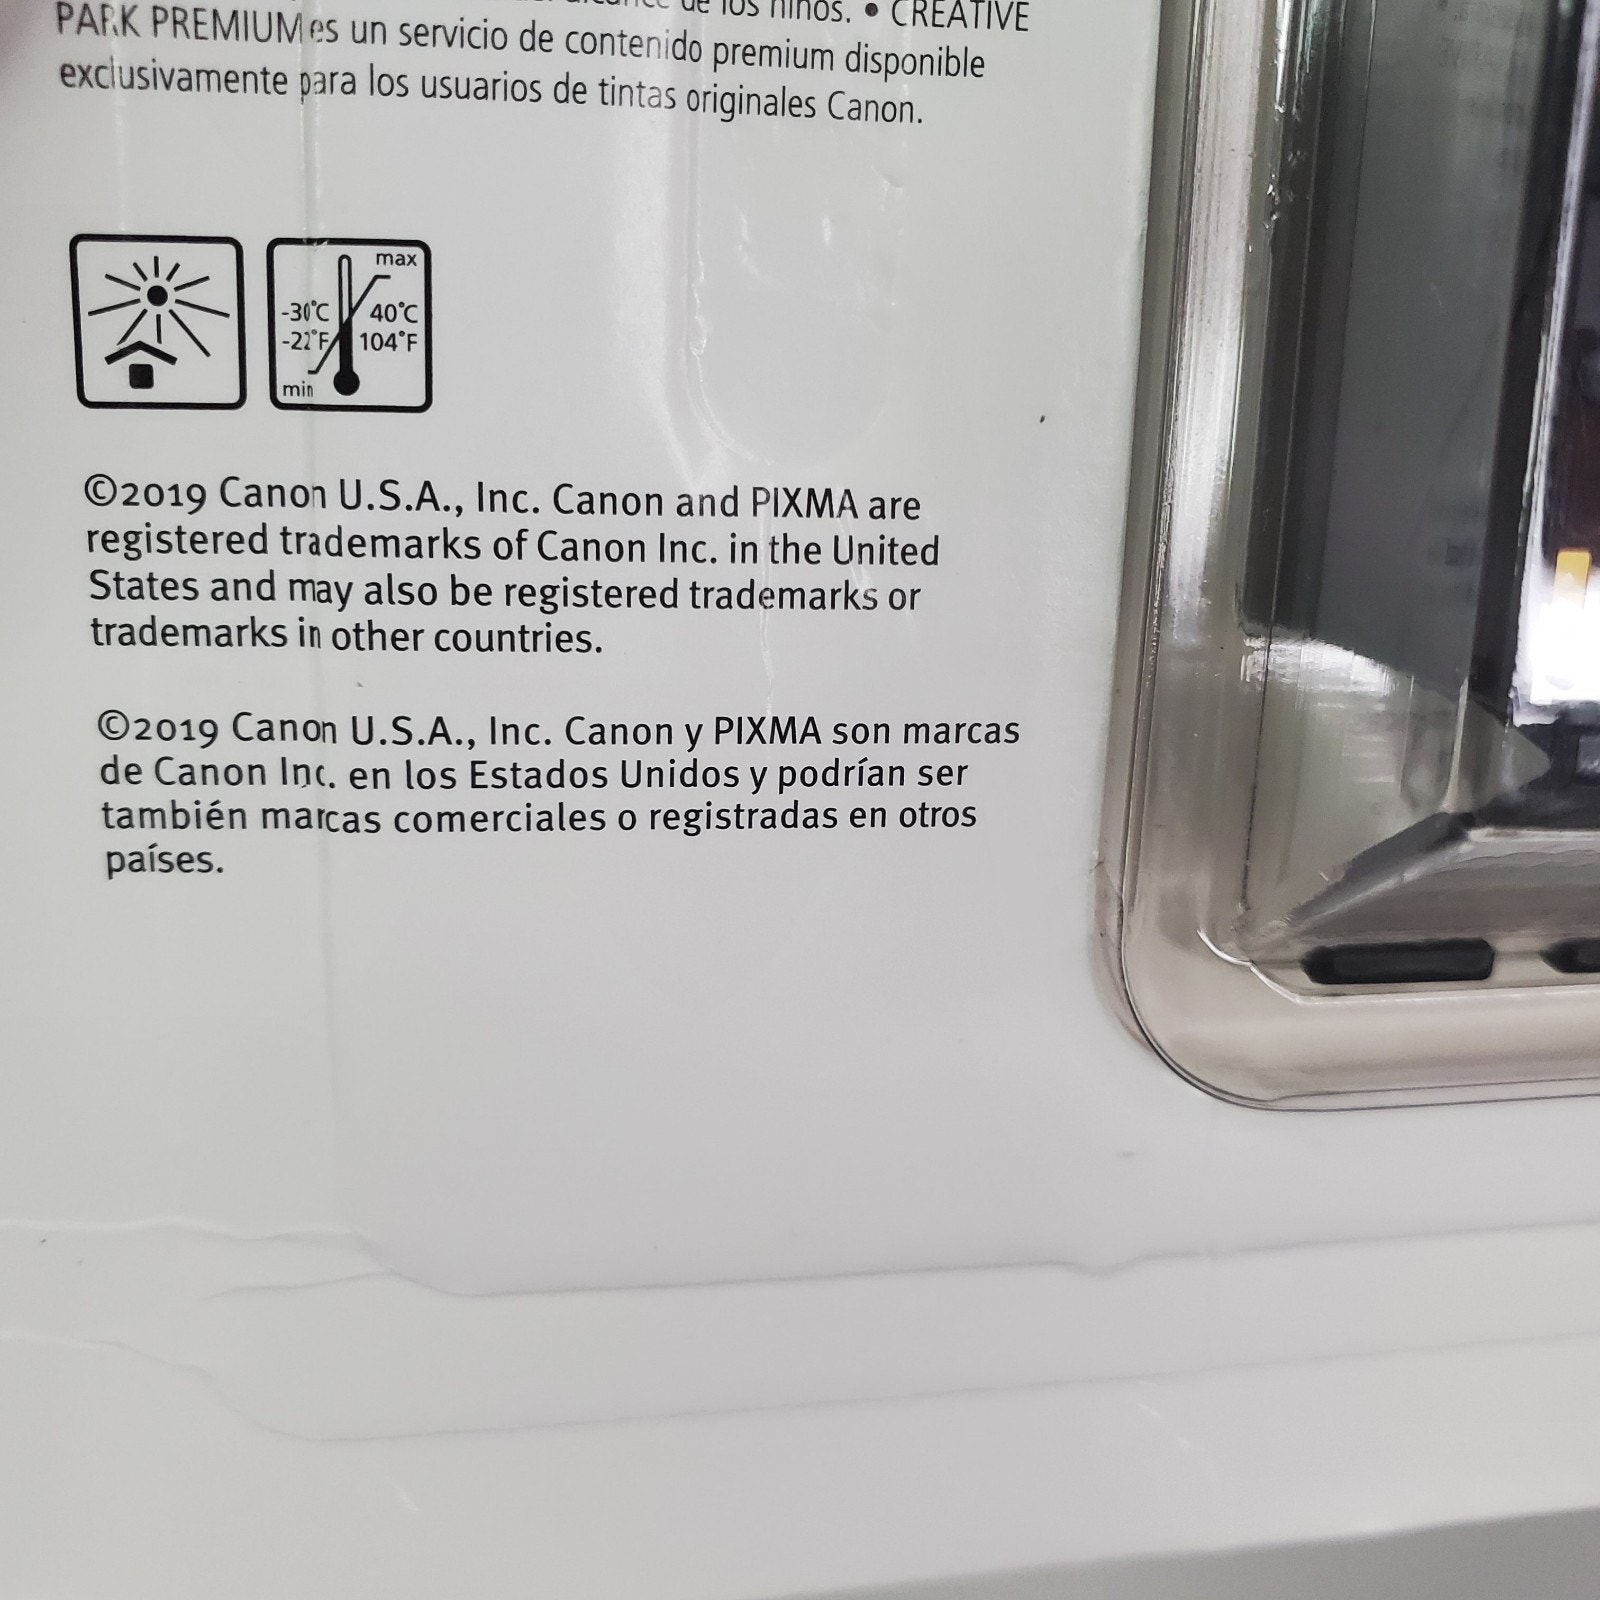 de los niños. • CREATIVE
PARK PREMIUM es un servicio de contenido premium disponible
exclusivamente para los usuarios de tintas originales Canon.
max
-30°C 40°C
-22°F 104°F
min
©2019 Canon U.S.A., Inc. Canon and PIXMA are
registered trademarks of Canon Inc. in the United
States and may also be registered trademarks or
trademarks in other countries.
©2019 Canon U.S.A., Inc. Canon y PIXMA son marcas
de Canon Inc. en los Estados Unidos y podrían ser
también marcas comerciales o registradas en otros
países.